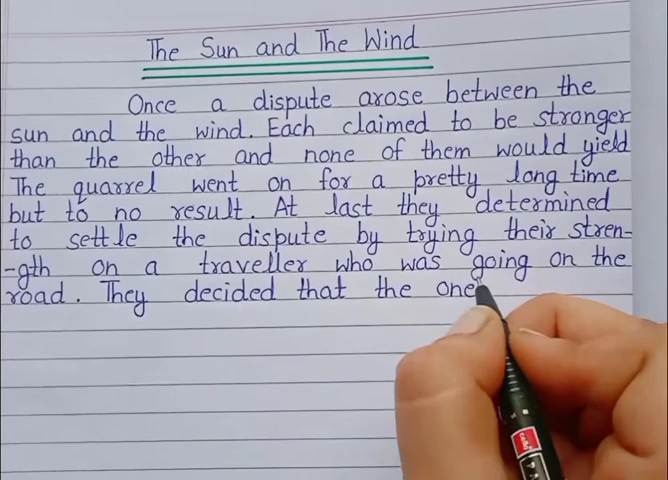 The Sun and The Wind
Once a dispute arose between the
sun and the wind. Each claimed to be stronger
than the other and none of them would yield
The quarrel went on for a pretty long time
but to no result. At last they determined
to settle the dispute by trying their stren-
-gth on a traveller who was going on the
road. They decided that the one
Cello